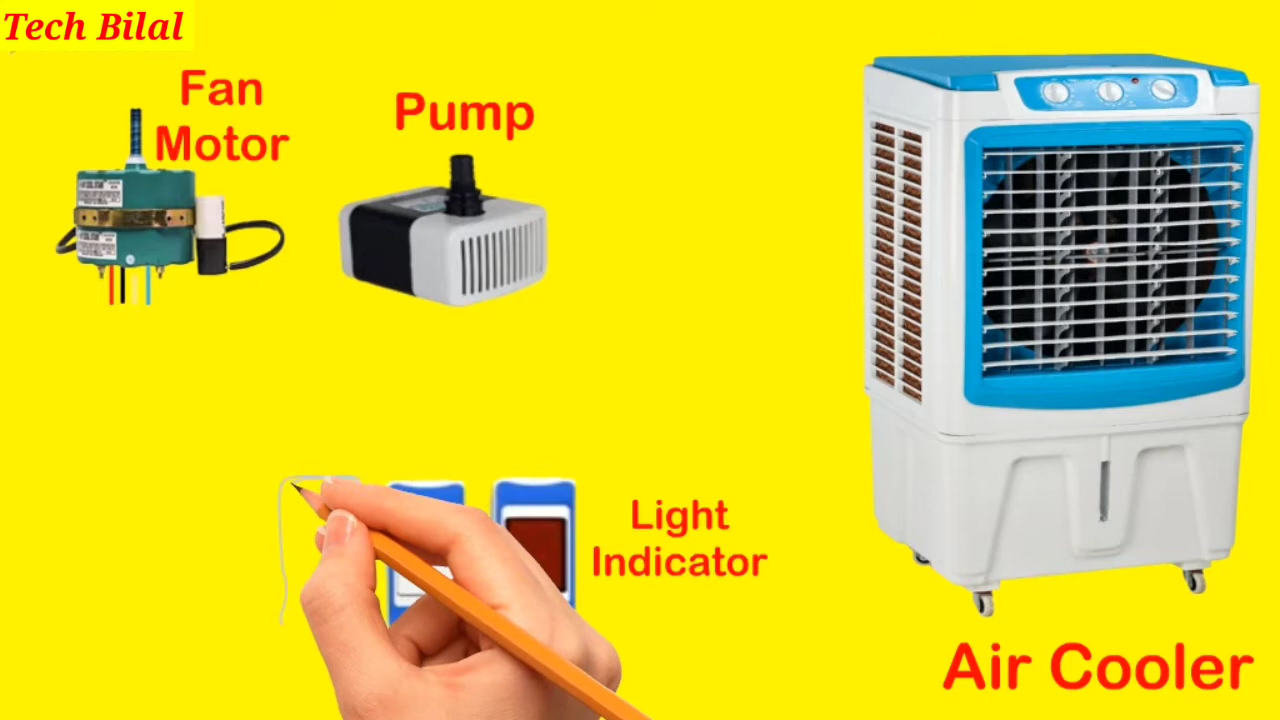 Tech Bilal
Fan
Motor
Pump
Light
Indicator
Air Cooler